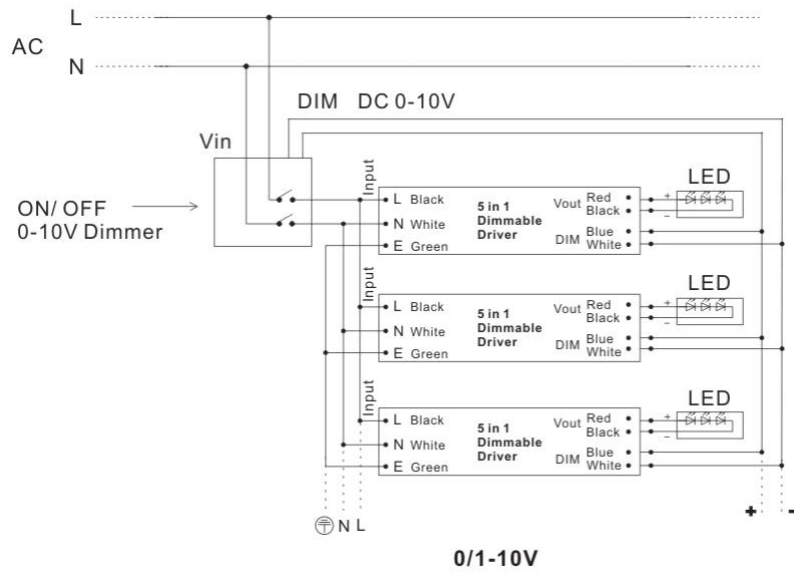 L
AC
N
DIM DC 0-10V
Vin
ON/ OFF
0-10V Dimmer
Input
L Black
N White
E Green
5 in 1
Dimmable
Driver
Vout Red
Black
DIM Blue
White
LED
+
−
Input
L Black
N White
E Green
5 in 1
Dimmable
Driver
Vout Red
Black
DIM Blue
White
LED
+
−
Input
L Black
N White
E Green
5 in 1
Dimmable
Driver
Vout Red
Black
DIM Blue
White
LED
+
−
N L
+ -
0/1-10V